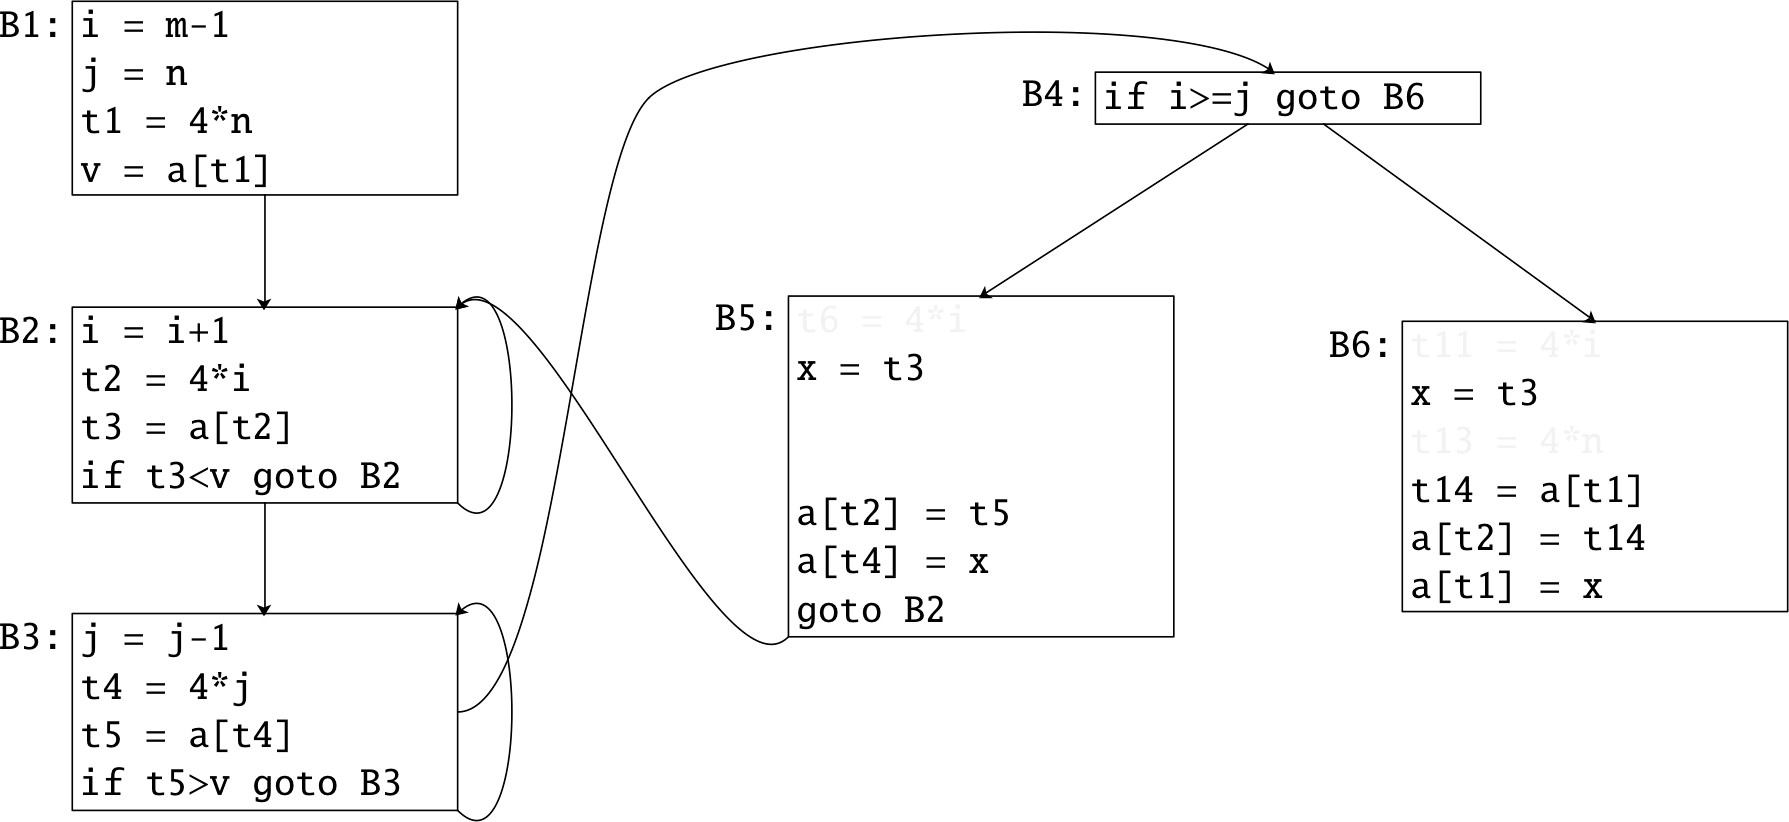 B1:
i = m-1
j = n
t1 = 4*n
v = a[t1]
B2:
i = i+1
t2 = 4*i
t3 = a[t2]
if t3<v goto B2
B3:
j = j-1
t4 = 4*j
t5 = a[t4]
if t5>v goto B3
B4:
if i>=j goto B6
B5:
t6 = 4*i
x = t3
a[t2] = t5
a[t4] = x
goto B2
B6:
t11 = 4*i
x = t3
t13 = 4*n
t14 = a[t1]
a[t2] = t14
a[t1] = x